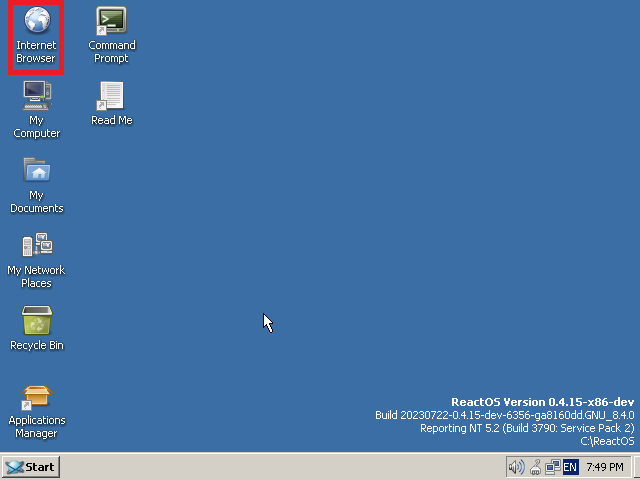 Internet
Browser
Command
Prompt
My
Computer
Read Me
My
Documents
My Network
Places
Recycle Bin
Applications
Manager
ReactOS Version 0.4.15-x86-dev
Build 20230722-0.4.15-dev-6356-ga8160dd.GNU_8.4.0
Reporting NT 5.2 (Build 3790: Service Pack 2)
C:\ReactOS
Start
EN
7:49 PM